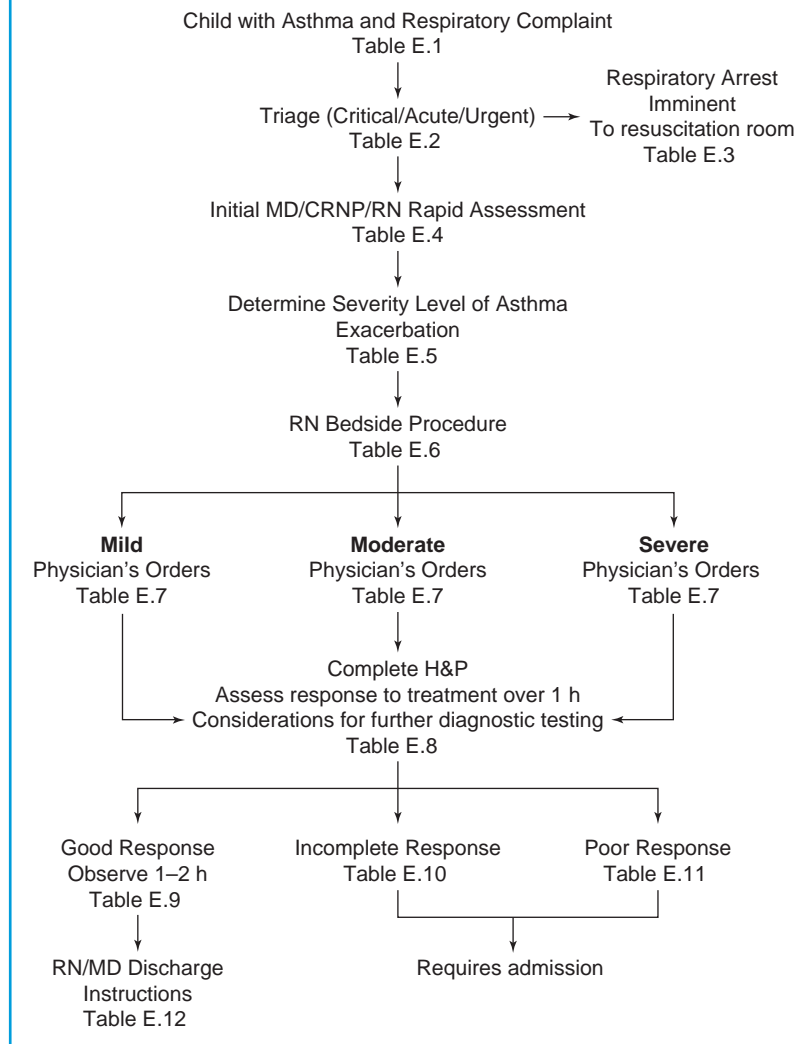 Child with Asthma and Respiratory Complaint
Table E.1
Triage (Critical/Acute/Urgent)
Table E.2
Respiratory Arrest
Imminent
To resuscitation room
Table E.3
Initial MD/CRNP/RN Rapid Assessment
Table E.4
Determine Severity Level of Asthma
Exacerbation
Table E.5
RN Bedside Procedure
Table E.6
Mild
Physician's Orders
Table E.7
Moderate
Physician's Orders
Table E.7
Severe
Physician's Orders
Table E.7
Complete H&P
Assess response to treatment over 1 h
Considerations for further diagnostic testing
Table E.8
Good Response
Observe 1–2 h
Table E.9
Incomplete Response
Table E.10
Poor Response
Table E.11
RN/MD Discharge
Instructions
Table E.12
Requires admission